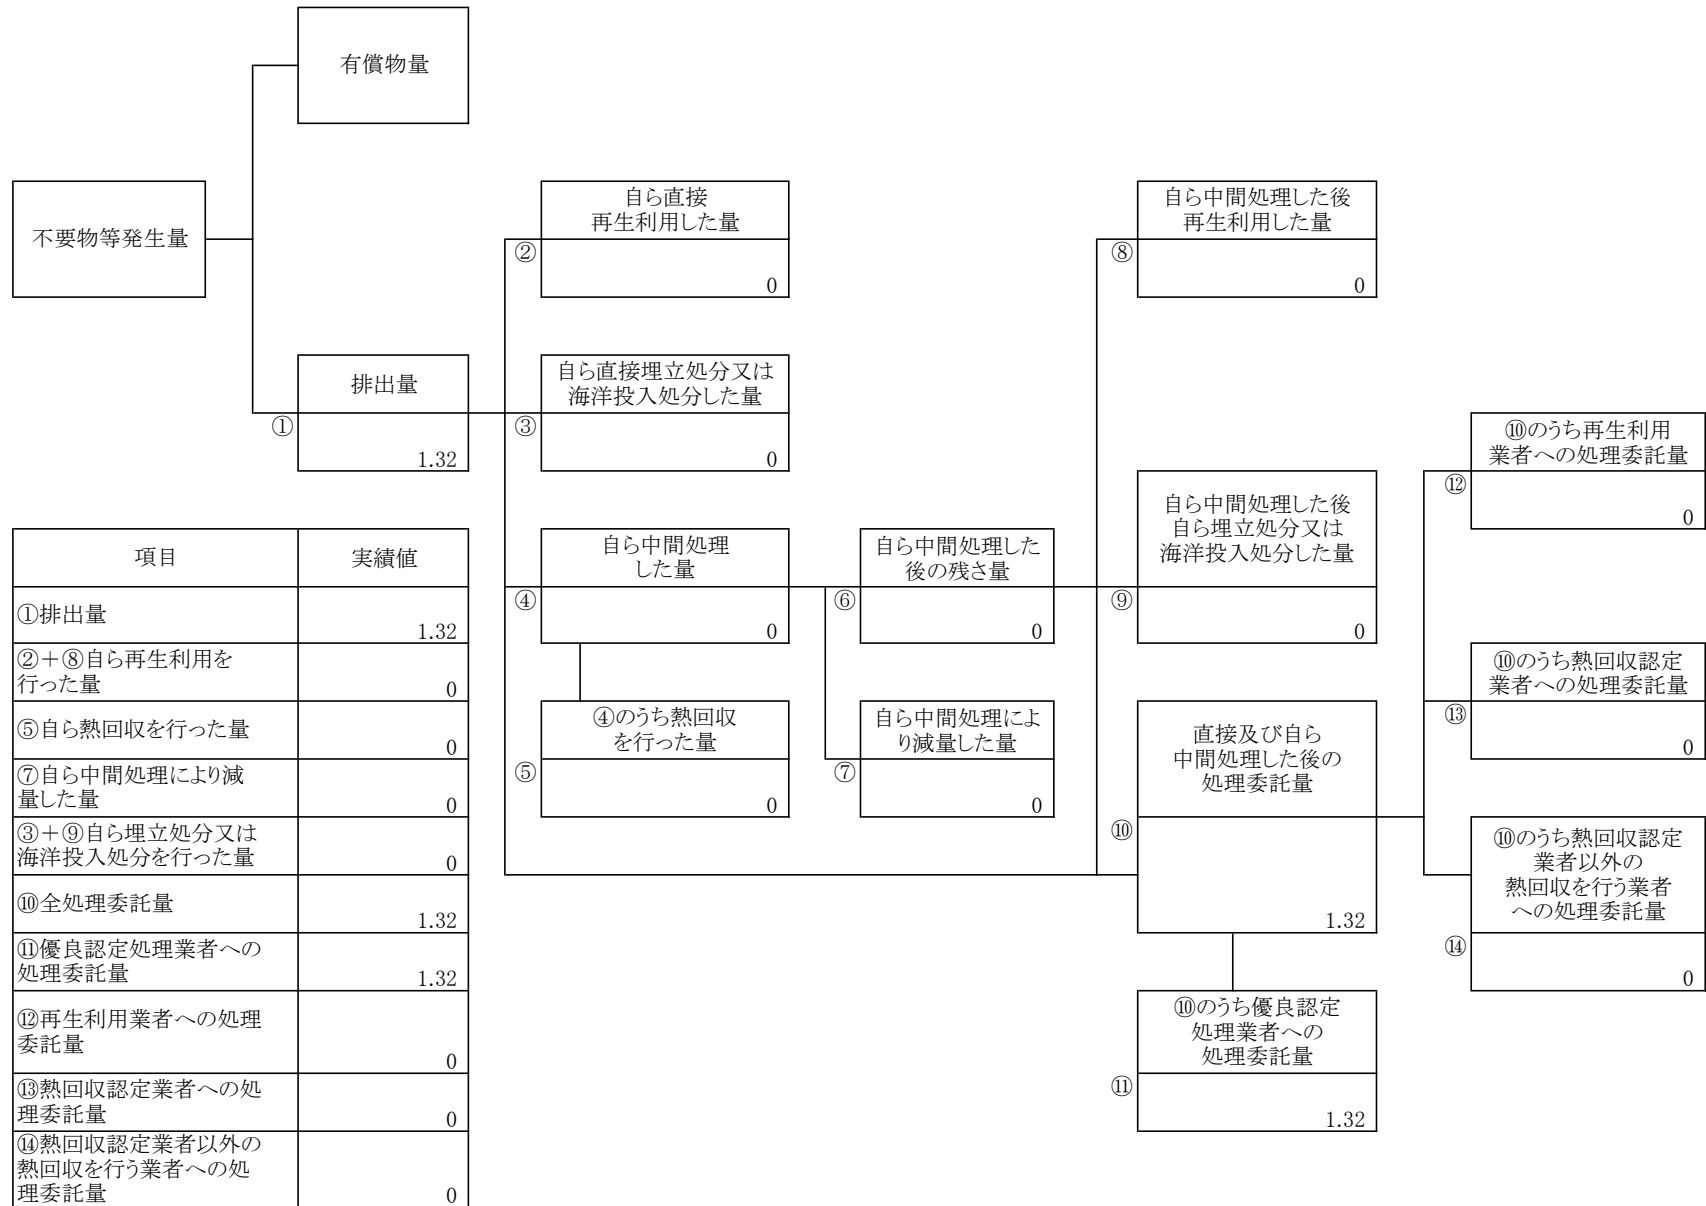 有償物量
不要物等発生量
自ら直接
再生利用した量
②
0
自ら中間処理した後
再生利用した量
⑧
0
排出量
①
1.32
自ら直接埋立処分又は
海洋投入処分した量
③
0
⑩のうち再生利用
業者への処理委託量
⑫
0
自ら中間処理した後
自ら埋立処分又は
海洋投入処分した量
⑨
0
自ら中間処理
した量
④
0
自ら中間処理した
後の残さ量
⑥
0
⑩のうち熱回収認定
業者への処理委託量
⑬
0
④のうち熱回収
を行った量
⑤
0
自ら中間処理によ
り減量した量
⑦
0
直接及び自ら
中間処理した後の
処理委託量
⑩
1.32
⑩のうち熱回収認定
業者以外の
熱回収を行う業者
への処理委託量
⑭
0
⑩のうち優良認定
処理業者への
処理委託量
⑪
1.32
項目 実績値
①排出量
1.32
②+⑧自ら再生利用を
行った量 0
⑤自ら熱回収を行った量
0
⑦自ら中間処理により減
量した量 0
③+⑨自ら埋立処分又は
海洋投入処分を行った量 0
⑩全処理委託量
1.32
⑪優良認定処理業者への
処理委託量 1.32
⑫再生利用業者への処理
委託量 0
⑬熱回収認定業者への処
理委託量 0
⑭熱回収認定業者以外の
熱回収を行う業者への処
理委託量 0